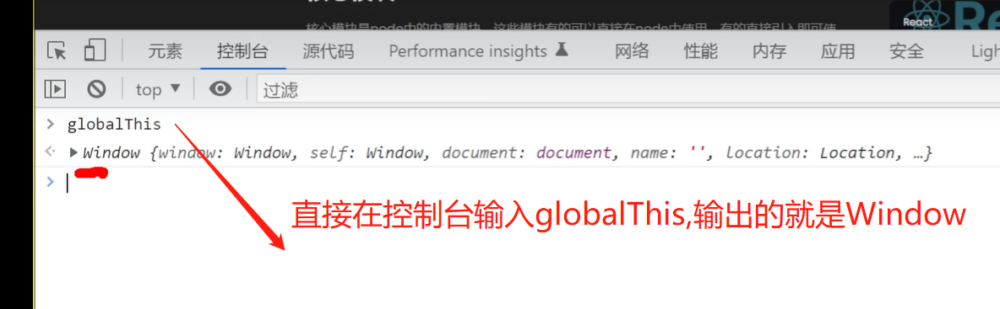 React
核心模块是node中的内置模块，这些模块有的可以直接在node中使用，有的直接引入即可使
元素 控制台 源代码 Performance insights 网络 性能 内存 应用 安全 Ligh
top 过滤
globalThis
Window {window: Window, self: Window, document: document, name: '', location: Location, …}
直接在控制台输入globalThis,输出的就是Window